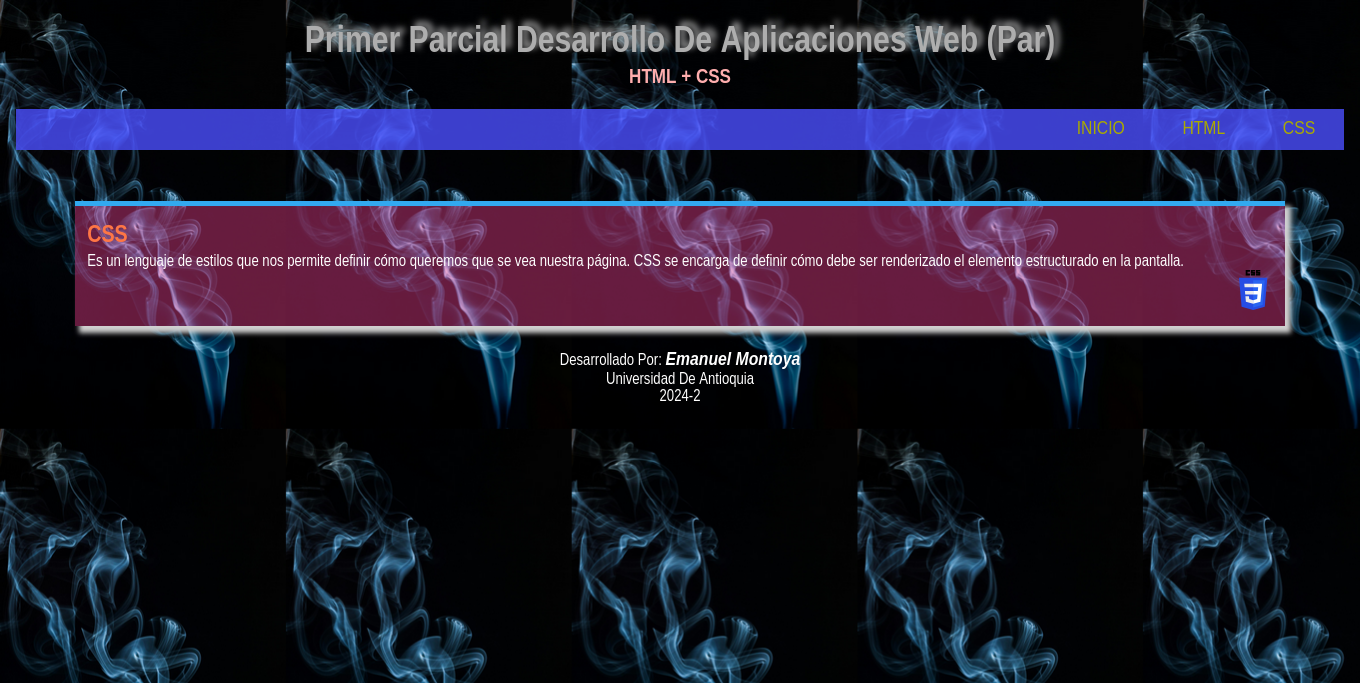 Primer Parcial Desarrollo De Aplicaciones Web (Par)
HTML + CSS
INICIO HTML CSS
CSS
Es un lenguaje de estilos que nos permite definir cómo queremos que se vea nuestra página. CSS se encarga de definir cómo debe ser renderizado el elemento estructurado en la pantalla.
CSS
Desarrollado Por: Emanuel Montoya
Universidad De Antioquia
2024-2